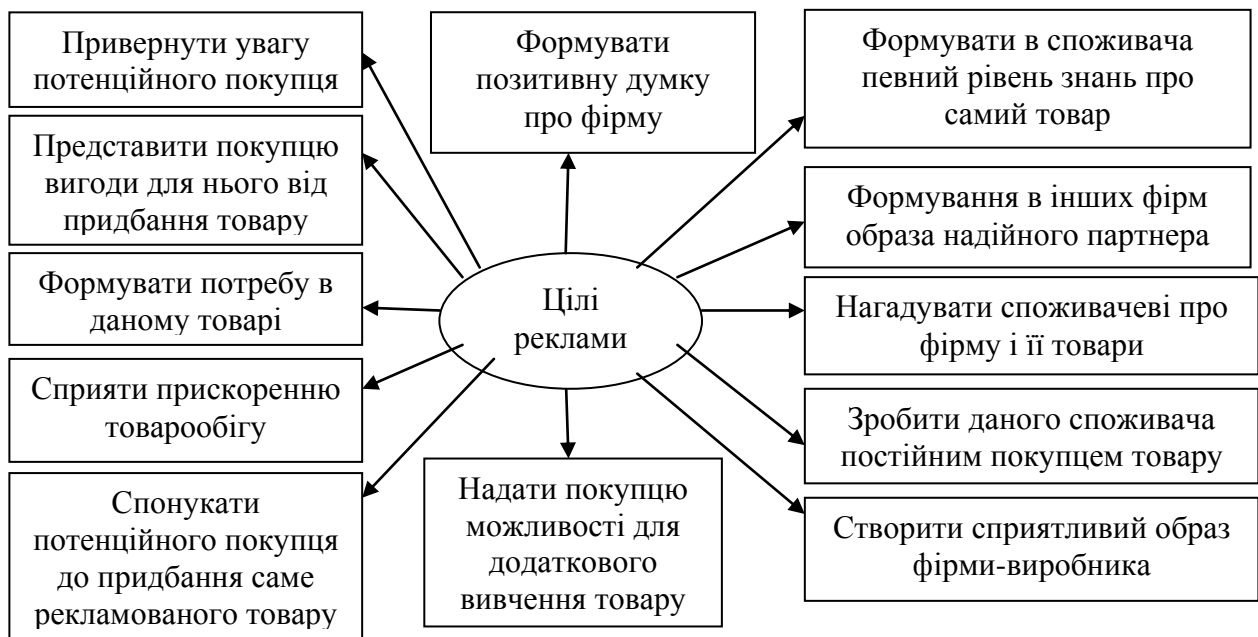 Привернути увагу
потенційного покупця
Представити покупцю
вигоди для нього від
придбання товару
Формувати потребу в
даному товарі
Сприяти прискоренню
товарообігу
Спонукати
потенційного покупця
до придбання саме
рекламованого товару
Формувати
позитивну думку
про фірму
Цілі
реклами
Надати покупцю
можливості для
додаткового
вивчення товару
Формувати в споживача
певний рівень знань про
самий товар
Формування в інших фірм
образа надійного партнера
Нагадувати споживачеві про
фірму і її товари
Зробити даного споживача
постійним покупцем товару
Створити сприятливий образ
фірми-виробника